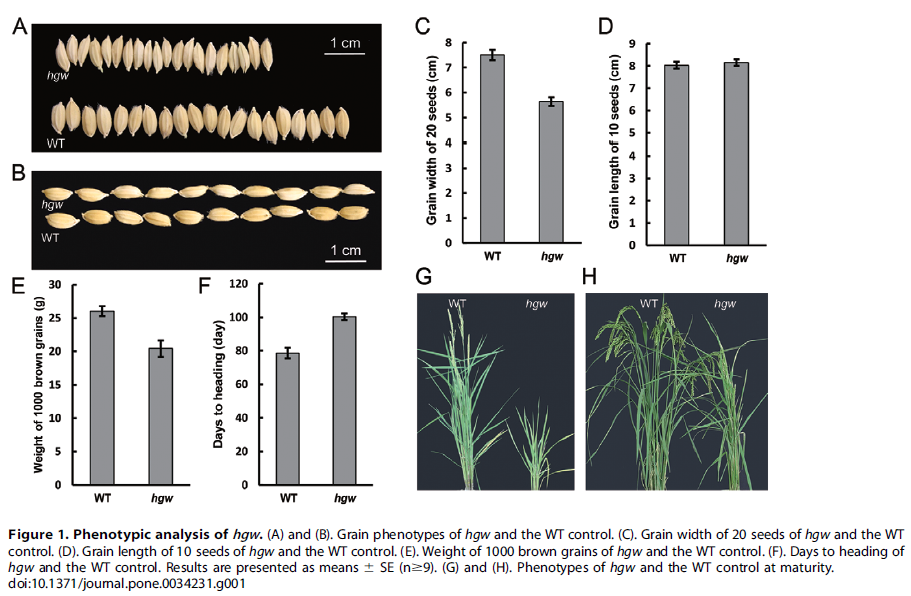 A
hgw
1 cm
WT
B
hgw
WT
1 cm
C
Grain width of 20 seeds (cm)
8
7
6
5
4
3
2
1
0
WT
hgw
D
Grain length of 10 seeds (cm)
9
8
7
6
5
4
3
2
1
0
WT
hgw
E
Weight of 1000 brown grains (g)
30
25
20
15
10
5
0
WT
hgw
F
Days to heading (day)
120
100
80
60
40
20
0
WT
hgw
G
WT
hgw
H
WT
hgw
Figure 1. Phenotypic analysis of hgw. (A) and (B). Grain phenotypes of hgw and the WT control. (C). Grain width of 20 seeds of hgw and the WT
control. (D). Grain length of 10 seeds of hgw and the WT control. (E). Weight of 1000 brown grains of hgw and the WT control. (F). Days to heading of
hgw and the WT control. Results are presented as means ± SE (n≥9). (G) and (H). Phenotypes of hgw and the WT control at maturity.
doi:10.1371/journal.pone.0034231.g001